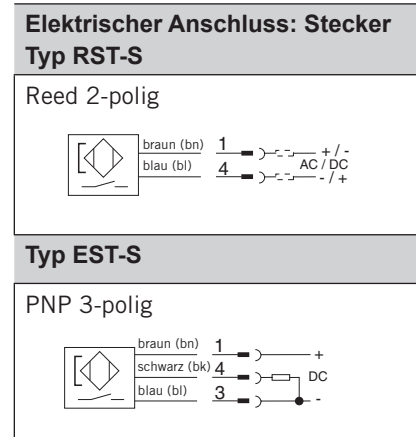 Elektrischer Anschluss: Stecker
Typ RST-S
Reed 2-polig
braun (bn) 1 + / -
AC / DC
blau (bl) 4 - / +
Typ EST-S
PNP 3-polig
braun (bn) 1 +
schwarz (bk) 4 DC
blau (bl) 3 -